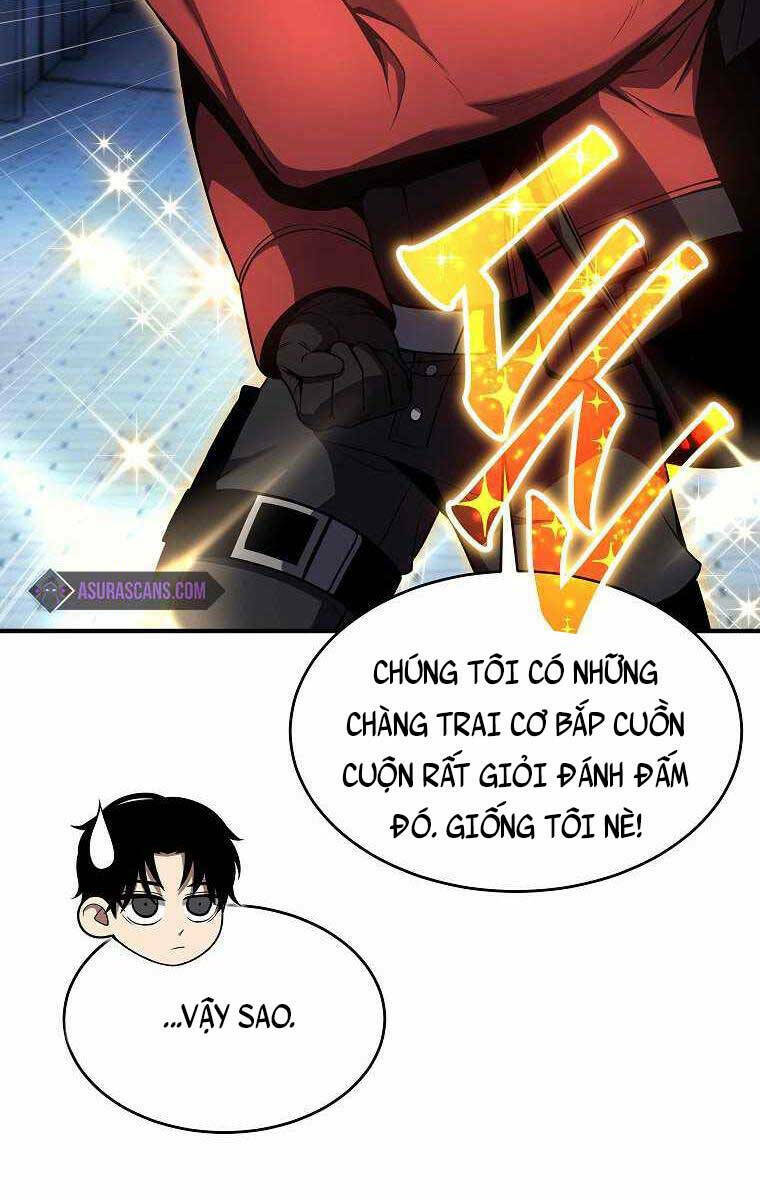 ASURASCANS.COM
CHÚNG TÔI CÓ NHỮNG
CHÀNG TRAI CƠ BẮP CUỒN
CUỘN RẤT GIỎI ĐÁNH ĐẤM
ĐÓ. GIỐNG TÔI NÈ!
...VẬY SAO.